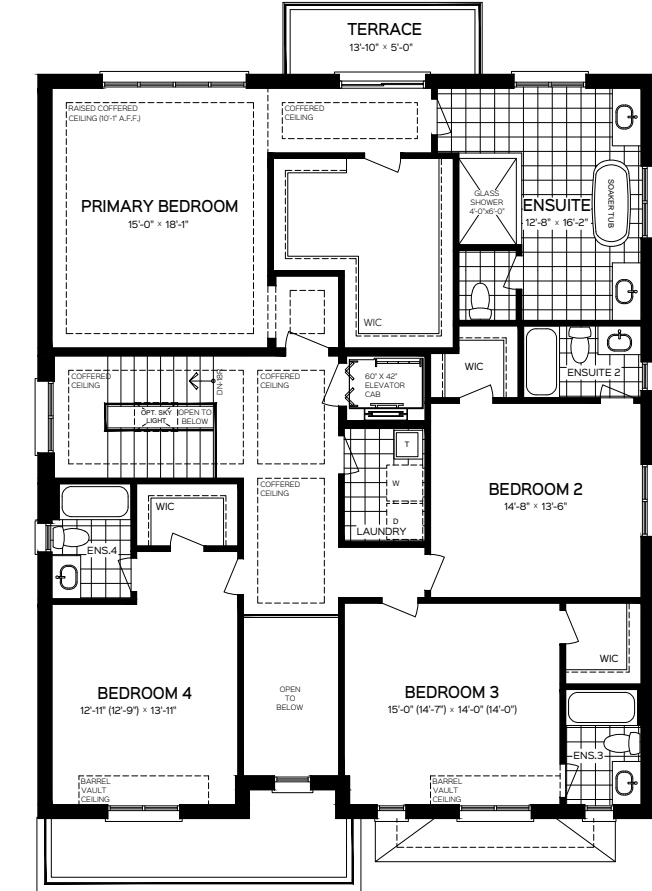 TERRACE
13'-10" × 5'-0"
RAISED COFFERED
CEILING (10'-1" A.F.F.)
COFFERED
CEILING
PRIMARY BEDROOM
15'-0" × 18'-1"
GLASS
SHOWER
4'-0"x6'-0"
ENSUITE
12'-8" × 16'-2"
SOAKER TUB
WIC
COFFERED
CEILING
DN-18R
COFFERED
CEILING
60" X 42"
ELEVATOR
CAB
WIC
ENSUITE 2
OPT. SKY
LIGHT
OPEN TO
BELOW
T
W
D
LAUNDRY
COFFERED
CEILING
BEDROOM 2
14'-8" × 13'-6"
WIC
ENS.4
WIC
BEDROOM 4
12'-11" (12'-9") × 13'-11"
OPEN
TO
BELOW
BEDROOM 3
15'-0" (14'-7") × 14'-0" (14'-0")
ENS.3
BARREL
VAULT
CEILING
BARREL
VAULT
CEILING